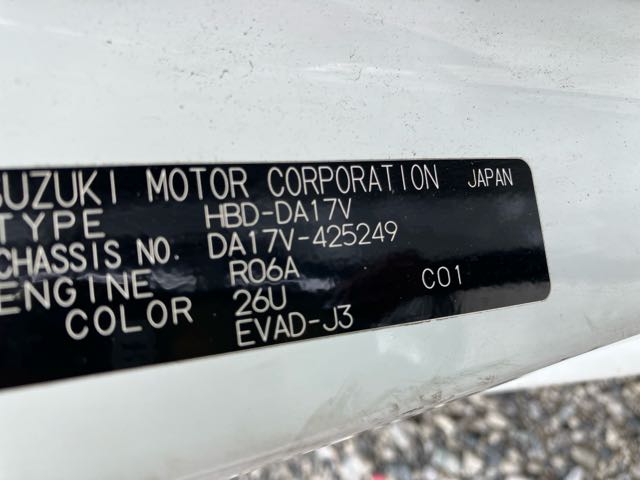 SUZUKI MOTOR CORPORATION JAPAN
TYPE HBD-DA17V
CHASSIS NO. DA17V-425249
ENGINE R06A C01
COLOR 26U
EVAD-J3